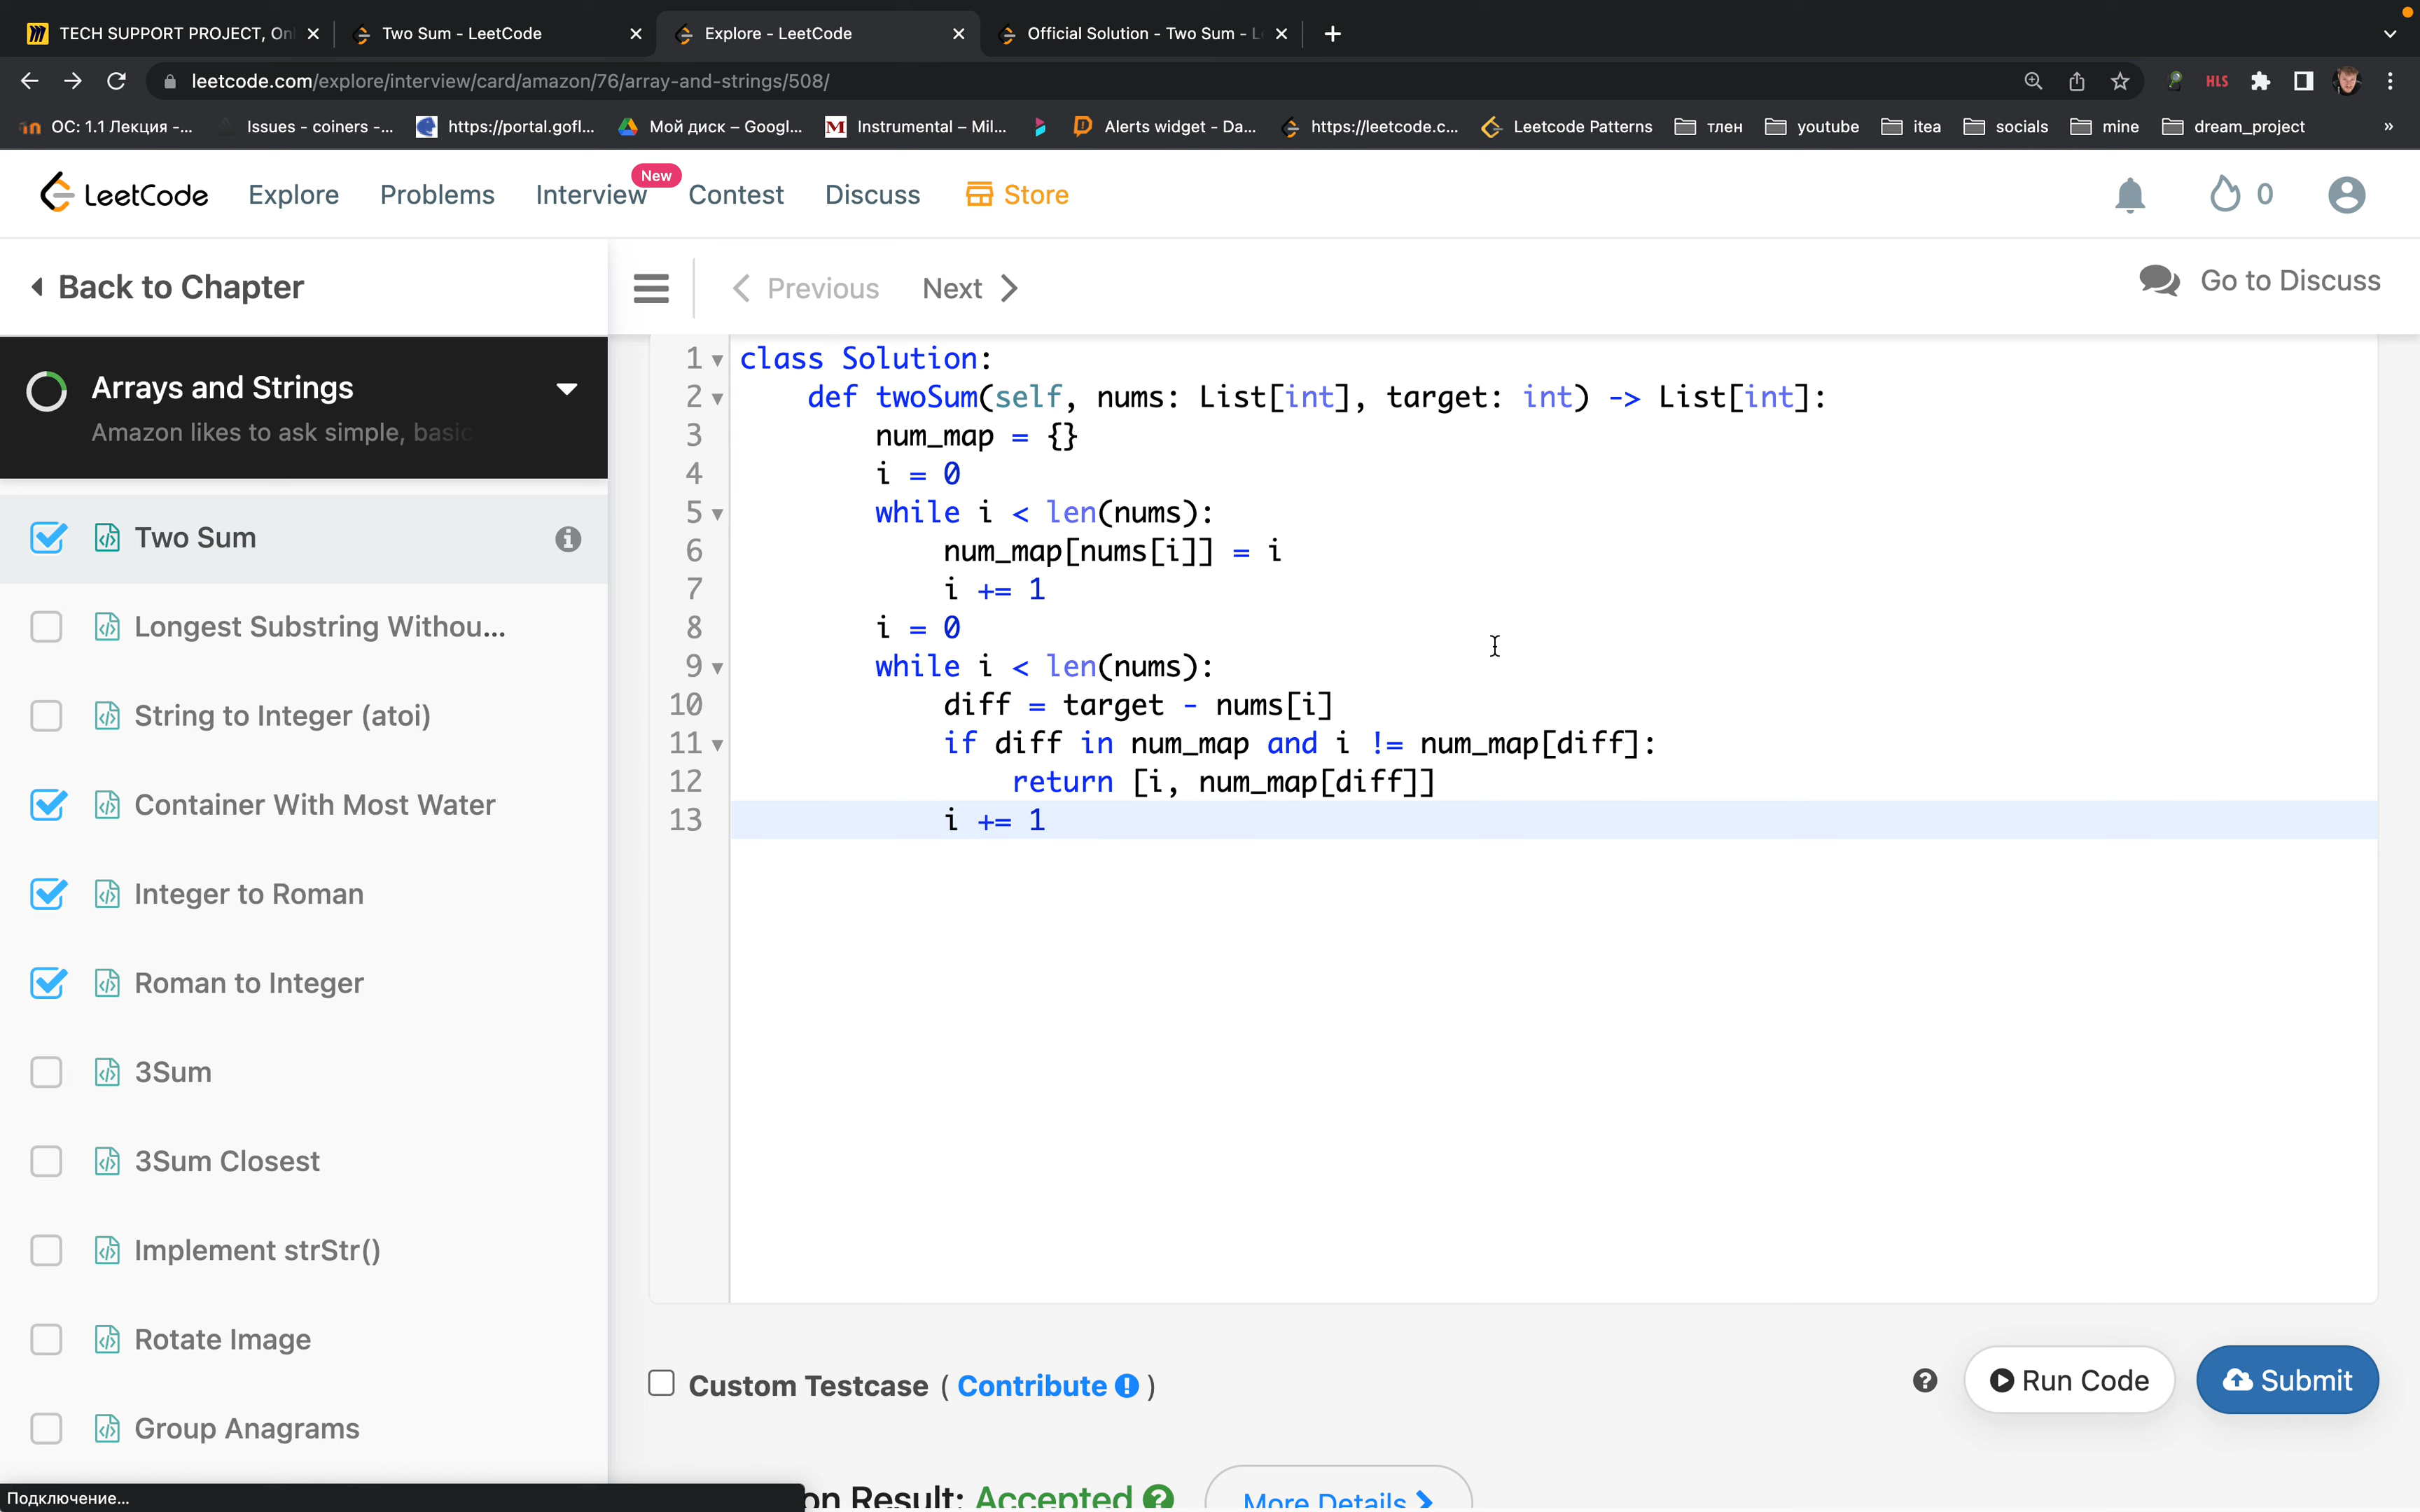 TECH SUPPORT PROJECT, Onl
Two Sum - LeetCode
Explore - LeetCode
Official Solution - Two Sum - L
leetcode.com/explore/interview/card/amazon/76/array-and-strings/508/
HLS
ОС: 1.1 Лекция -...
Issues - coiners -...
https://portal.gofl...
Мой диск – Googl...
Instrumental – Mil...
Alerts widget - Da...
https://leetcode.c...
Leetcode Patterns
тлен
youtube
itea
socials
mine
dream_project
»
LeetCode
Explore
Problems
Interview
New
Contest
Discuss
Store
0
Back to Chapter
Previous
Next
Go to Discuss
Arrays and Strings
Amazon likes to ask simple, basic
Two Sum
Longest Substring Withou...
String to Integer (atoi)
Container With Most Water
Integer to Roman
Roman to Integer
3Sum
3Sum Closest
Implement strStr()
Rotate Image
Group Anagrams
1 class Solution:
2 def twoSum(self, nums: List[int], target: int) -> List[int]:
3 num_map = {}
4 i = 0
5 while i < len(nums):
6 num_map[nums[i]] = i
7 i += 1
8 i = 0
9 while i < len(nums):
10 diff = target - nums[i]
11 if diff in num_map and i != num_map[diff]:
12 return [i, num_map[diff]]
13 i += 1
Custom Testcase ( Contribute )
Run Code
Submit
on Result: Accepted
More Details
Подключение...